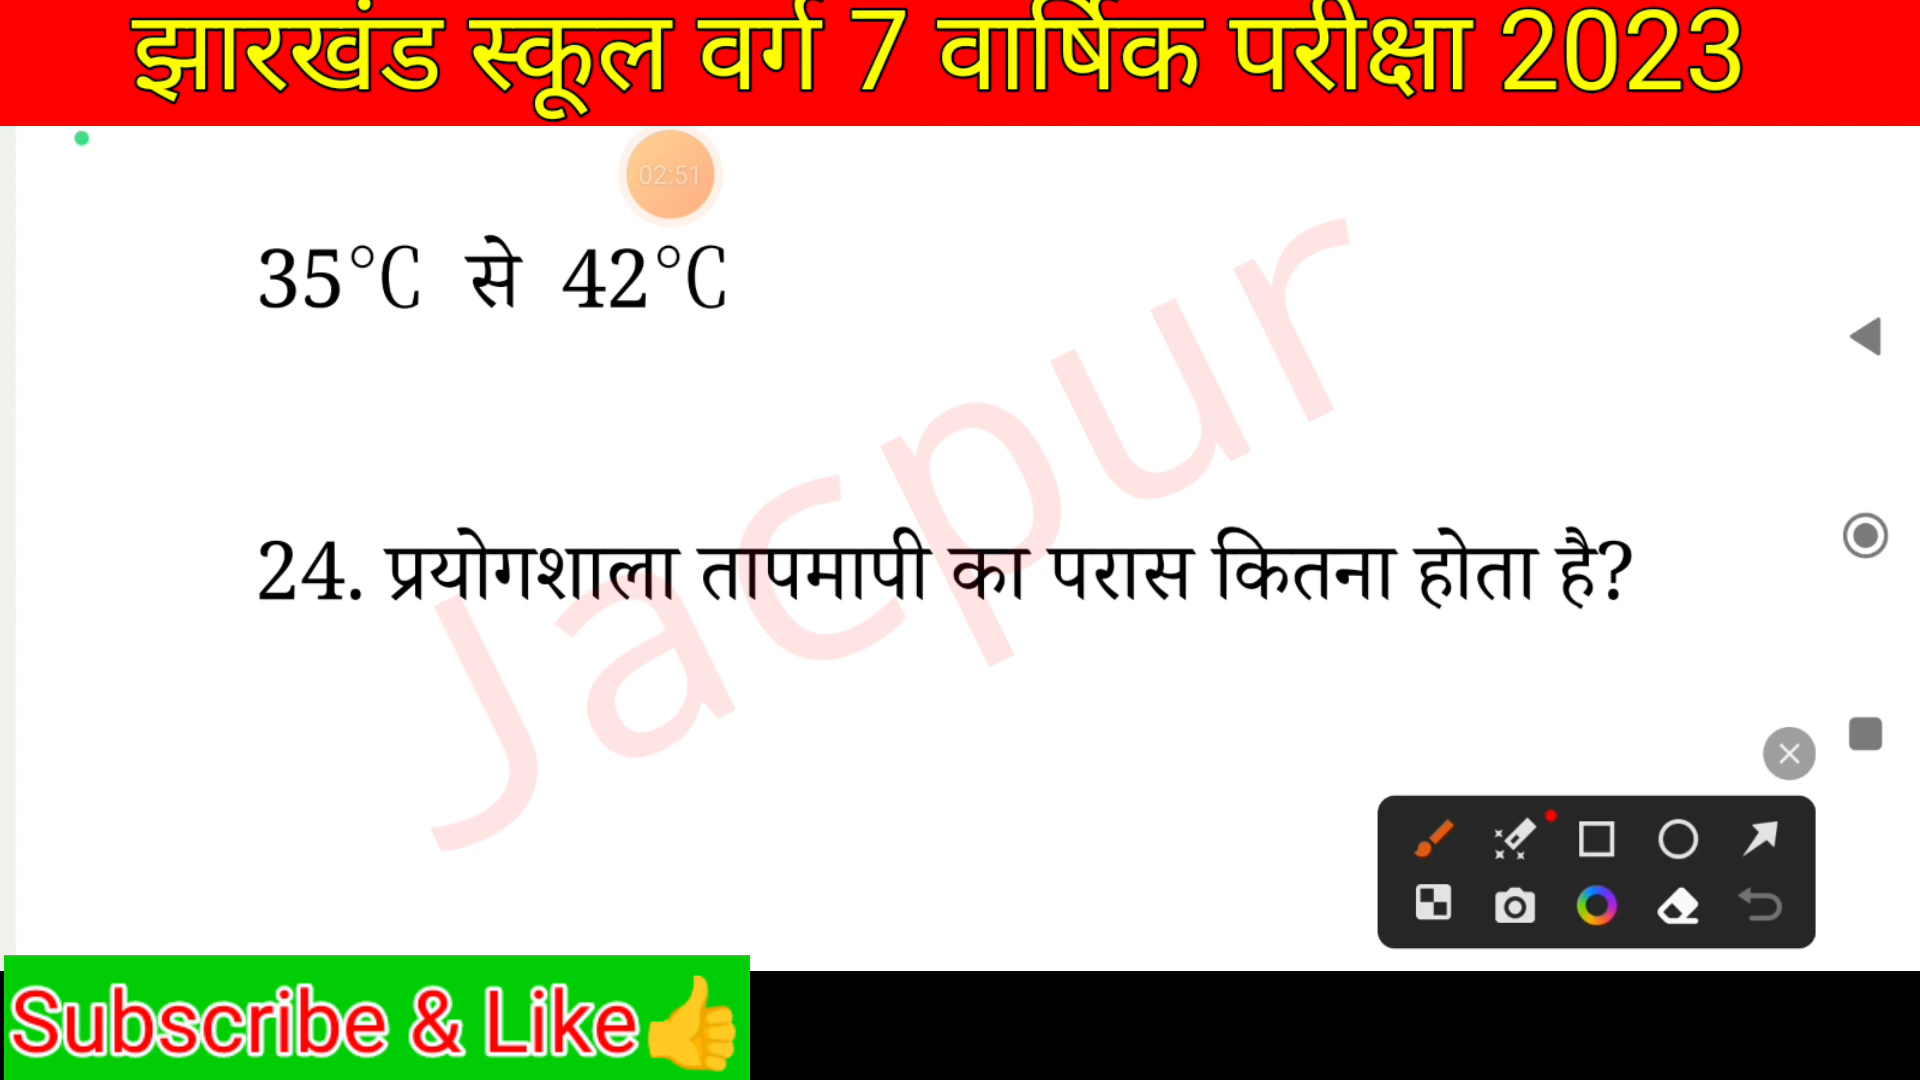 झारखंड स्कूल वर्ग 7 वार्षिक परीक्षा 2023
02:51
35°C से 42°C
24. प्रयोगशाला तापमापी का परास कितना होता है?
Jacpur
Subscribe & Like👍